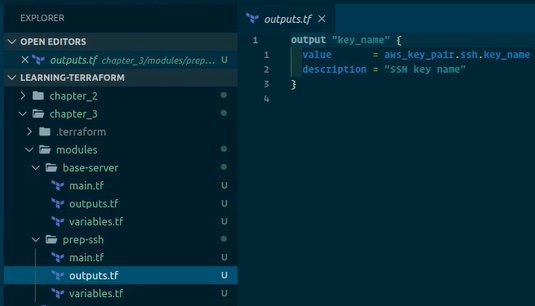 EXPLORER
OPEN EDITORS
outputs.tf chapter_3/modules/prep... U
LEARNING-TERRAFORM
chapter_2
chapter_3
.terraform
modules
base-server
main.tf U
outputs.tf U
variables.tf U
prep-ssh
main.tf U
outputs.tf U
variables.tf U
outputs.tf
1 output "key_name" {
1 value = aws_key_pair.ssh.key_name
2 description = "SSH key name"
3 }
4